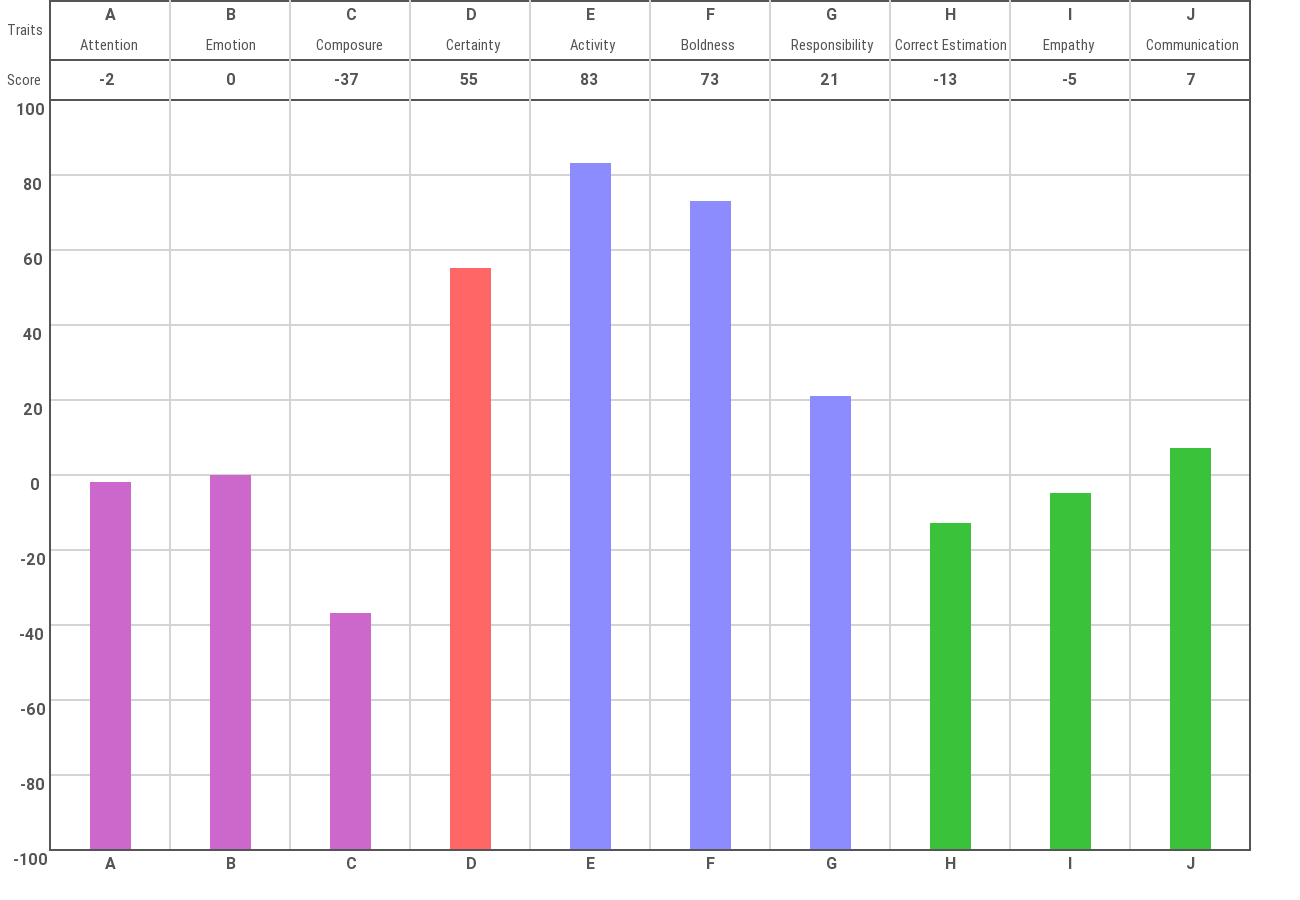 Traits
A B C D E F G H I J
Attention Emotion Composure Certainty Activity Boldness Responsibility Correct Estimation Empathy Communication
Score -2 0 -37 55 83 73 21 -13 -5 7
100
80
60
40
20
0
-20
-40
-60
-80
-100
A B C D E F G H I J